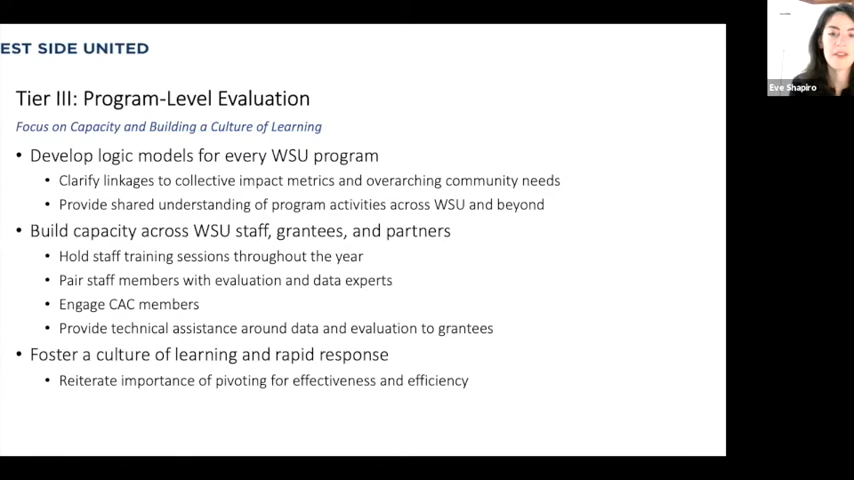 EST SIDE UNITED
Tier III: Program-Level Evaluation
Focus on Capacity and Building a Culture of Learning
• Develop logic models for every WSU program
• Clarify linkages to collective impact metrics and overarching community needs
• Provide shared understanding of program activities across WSU and beyond
• Build capacity across WSU staff, grantees, and partners
• Hold staff training sessions throughout the year
• Pair staff members with evaluation and data experts
• Engage CAC members
• Provide technical assistance around data and evaluation to grantees
• Foster a culture of learning and rapid response
• Reiterate importance of pivoting for effectiveness and efficiency
Eve Shapiro